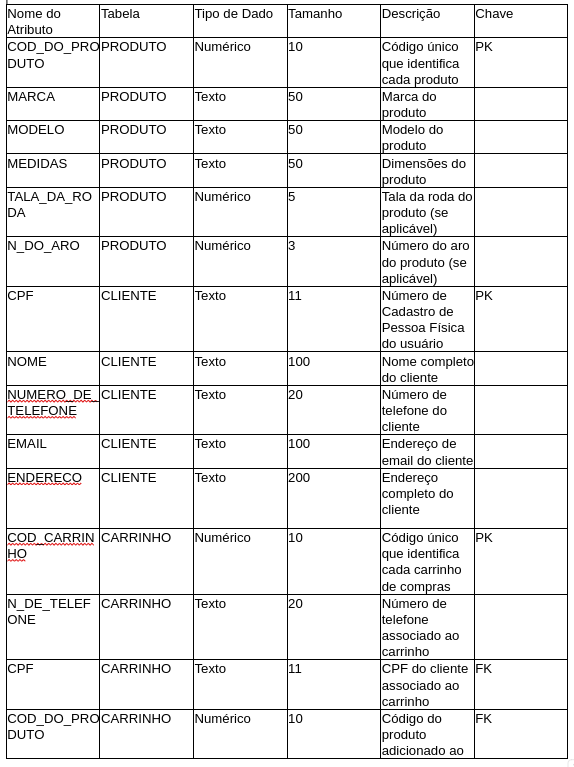 Nome do Atributo Tabela Tipo de Dado Tamanho Descrição Chave
COD_DO_PRODUTO PRODUTO Numérico 10 Código único que identifica cada produto PK
MARCA PRODUTO Texto 50 Marca do produto
MODELO PRODUTO Texto 50 Modelo do produto
MEDIDAS PRODUTO Texto 50 Dimensões do produto
TALA_DA_RODA PRODUTO Numérico 5 Tala da roda do produto (se aplicável)
N_DO_ARO PRODUTO Numérico 3 Número do aro do produto (se aplicável)
CPF CLIENTE Texto 11 Número de Cadastro de Pessoa Física do usuário PK
NOME CLIENTE Texto 100 Nome completo do cliente
NUMERO_DE_TELEFONE CLIENTE Texto 20 Número de telefone do cliente
EMAIL CLIENTE Texto 100 Endereço de email do cliente
ENDERECO CLIENTE Texto 200 Endereço completo do cliente
COD_CARRINHO CARRINHO Numérico 10 Código único que identifica cada carrinho de compras PK
N_DE_TELEFONE CARRINHO Texto 20 Número de telefone associado ao carrinho
CPF CARRINHO Texto 11 CPF do cliente associado ao carrinho FK
COD_DO_PRODUTO CARRINHO Numérico 10 Código do produto adicionado ao FK